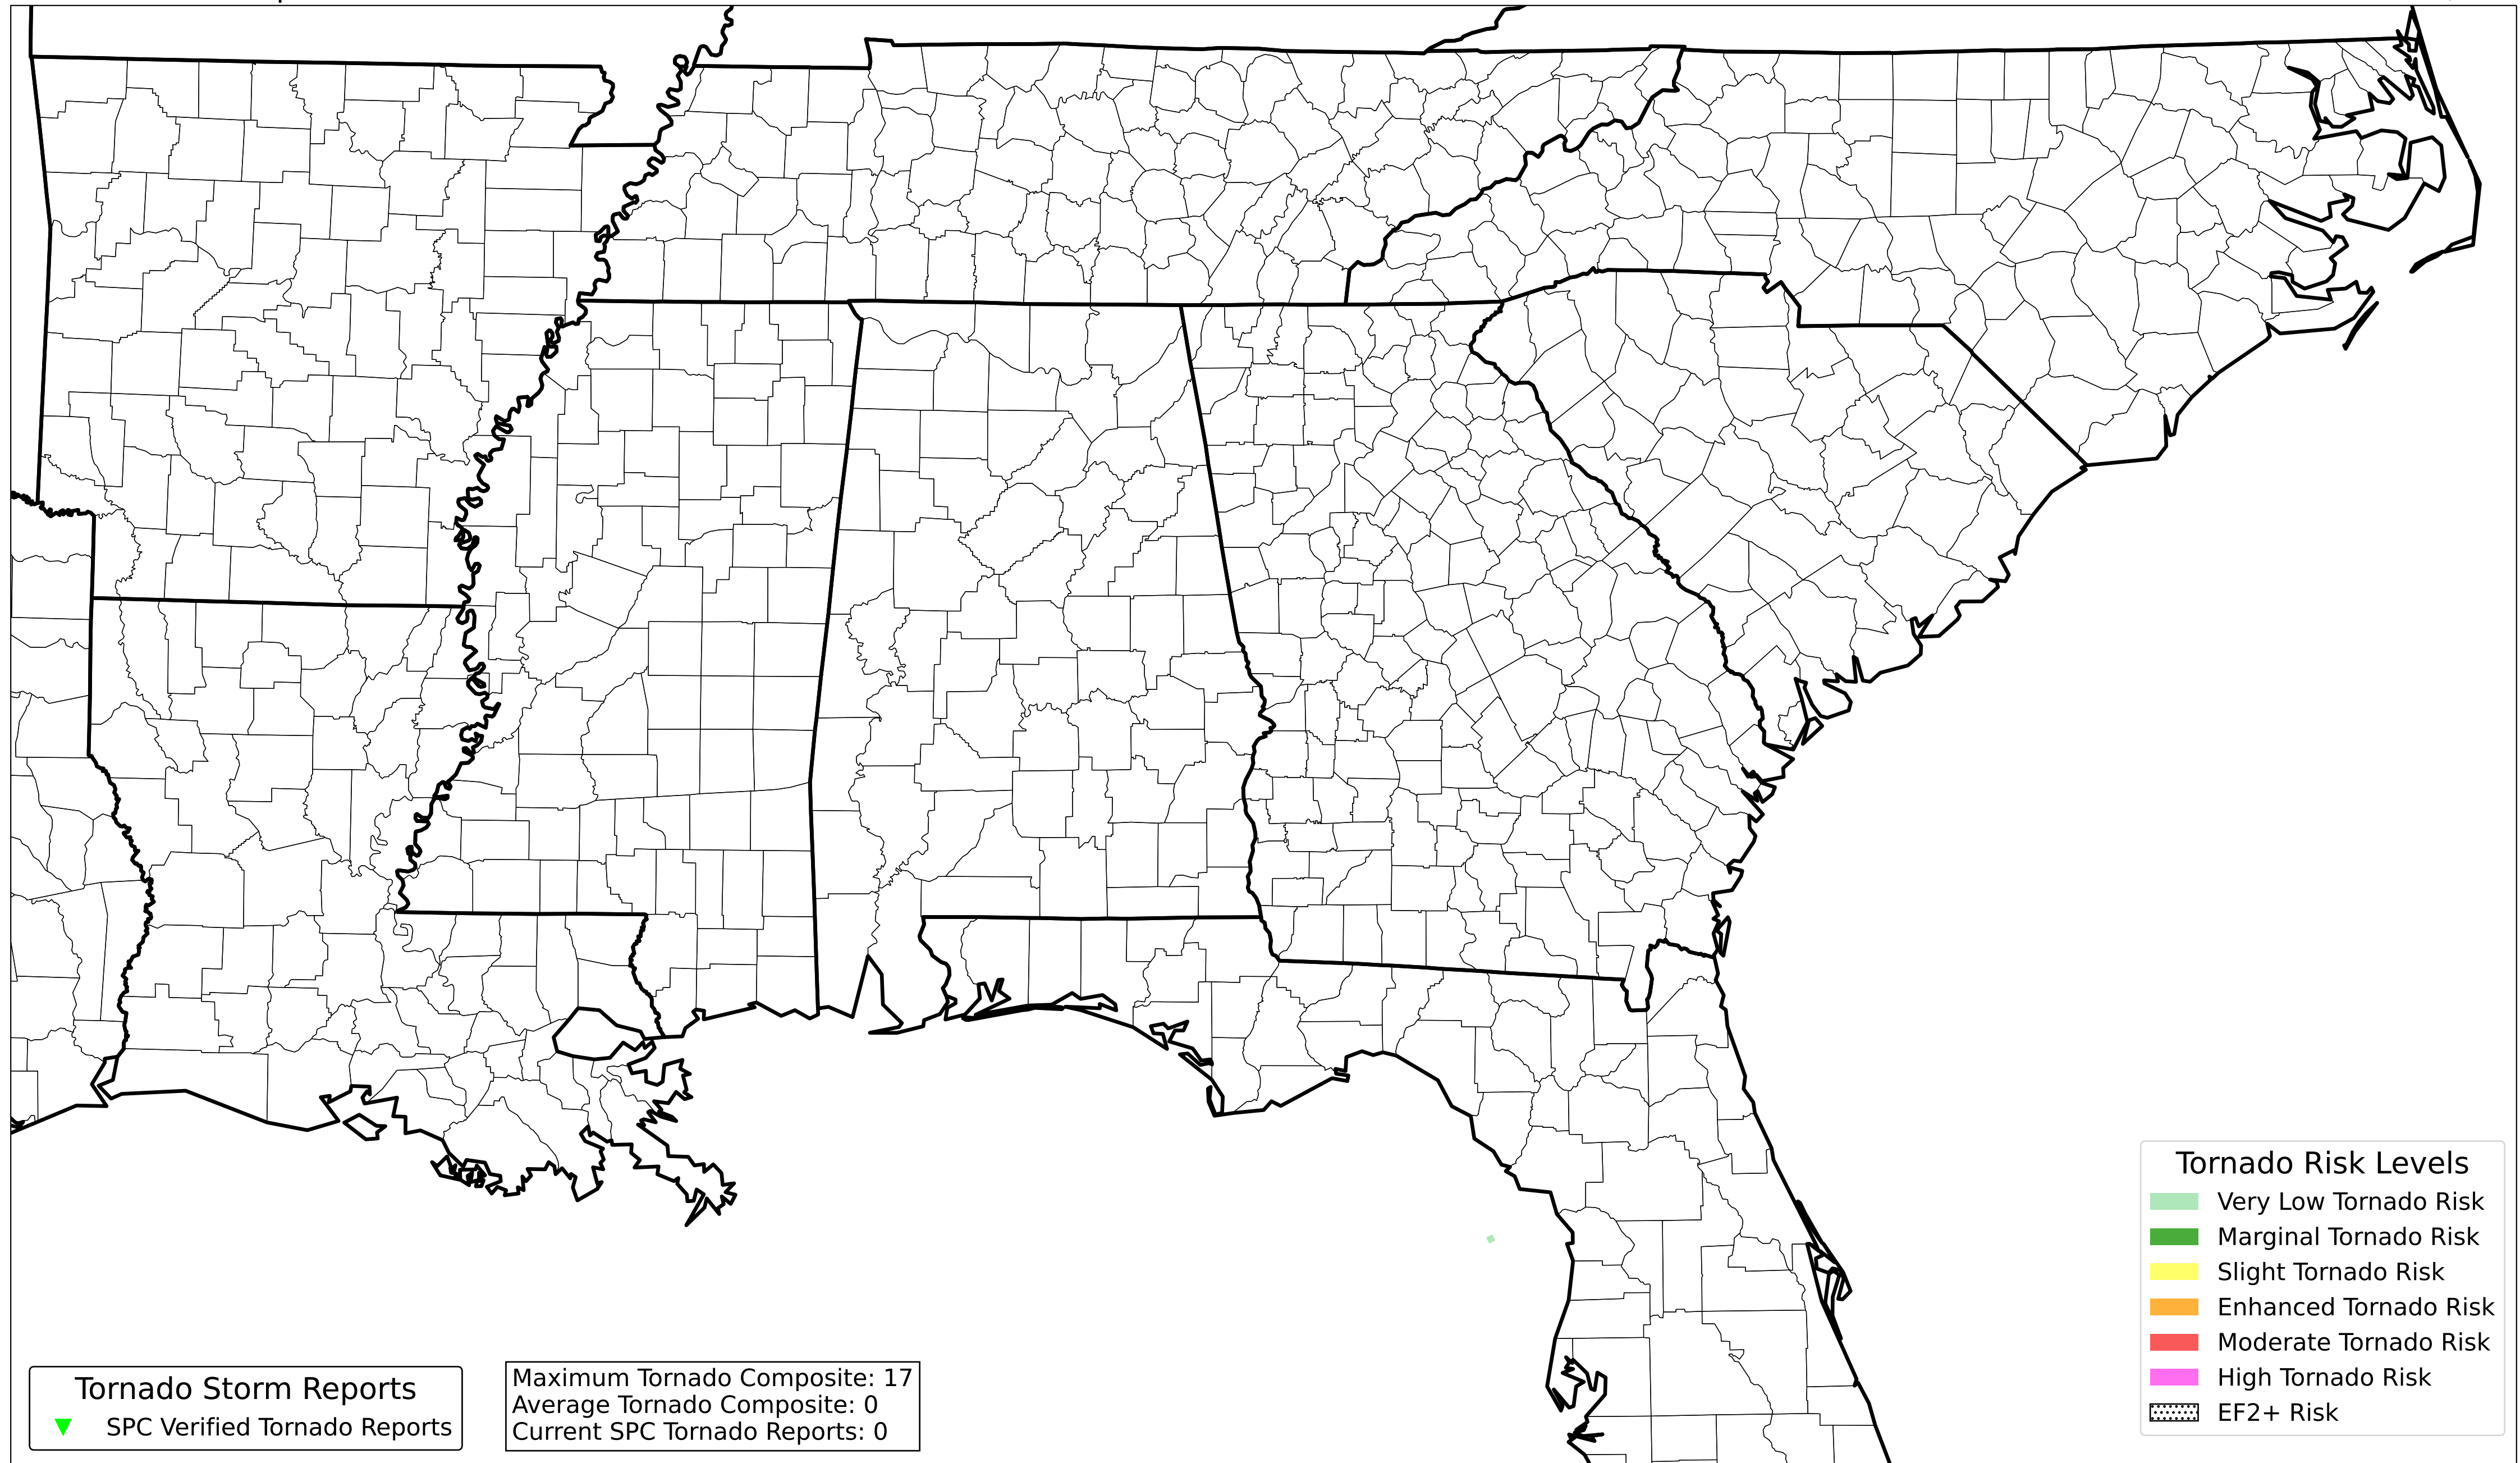 Tornado Risk Levels
Very Low Tornado Risk
Marginal Tornado Risk
Slight Tornado Risk
Enhanced Tornado Risk
Moderate Tornado Risk
High Tornado Risk
EF2+ Risk
Tornado Storm Reports
SPC Verified Tornado Reports
Maximum Tornado Composite: 17
Average Tornado Composite: 0
Current SPC Tornado Reports: 0